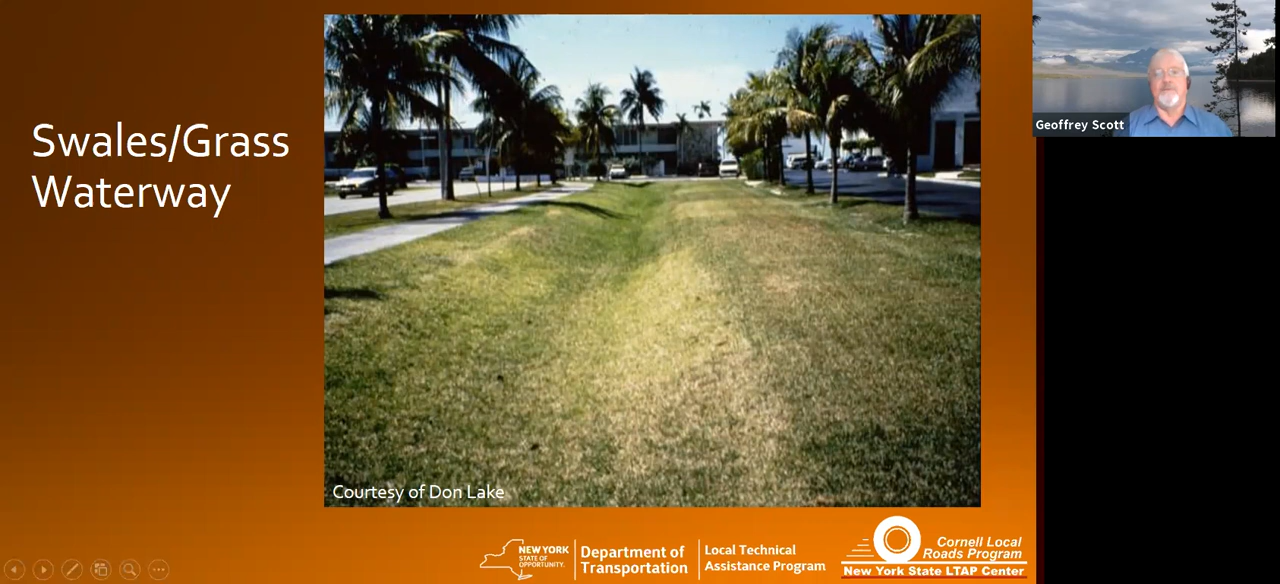 Swales/Grass
Waterway
Geoffrey Scott
Courtesy of Don Lake
NEW YORK
STATE OF
OPPORTUNITY.
Department of
Transportation
Local Technical
Assistance Program
Cornell Local
Roads Program
New York State LTAP Center